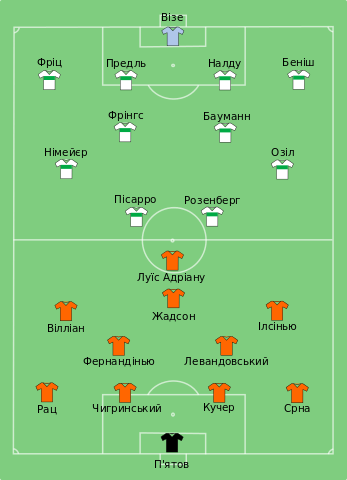 Візе
Фріц
Предль
Налду
Беніш
Фрінгс
Бауманн
Німейєр
Озіл
Пісарро
Розенберг
Луїс Адріану
Жадсон
Вілліан
Ілсінью
Фернандінью
Левандовський
Рац
Чигринський
Кучер
Срна
П'ятов